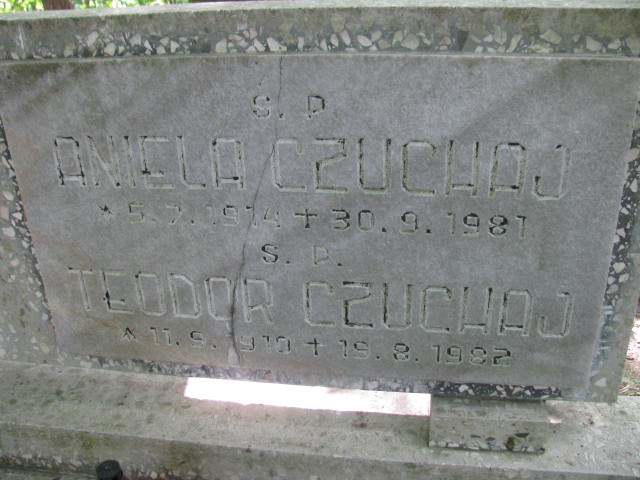 Ś. P.
ANIELA CZUCHAJ
* 5.7.1914 + 30.9.1981
Ś. P.
TEODOR CZUCHAJ
* 11.9.1910 + 19.8.1982